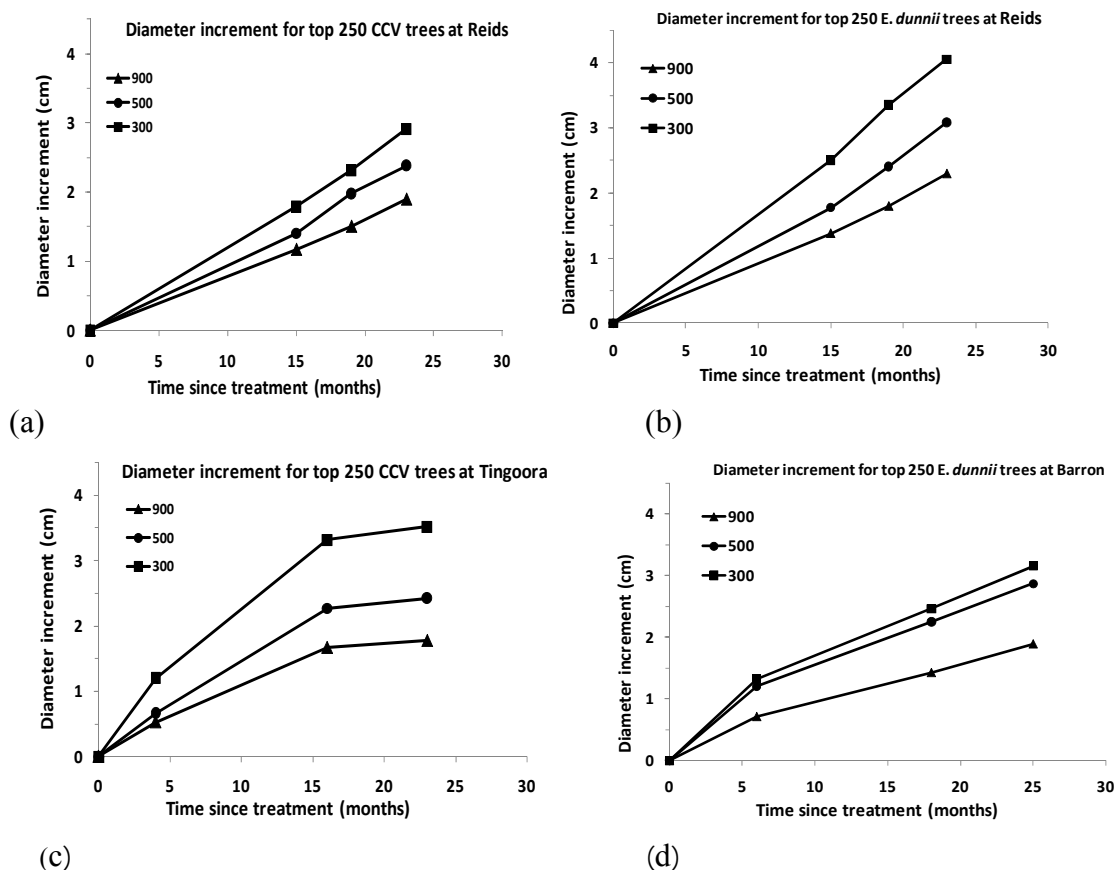 Diameter increment for top 250 CCV trees at Reids
Diameter increment (cm)
4
3
2
1
0
900
500
300
0 5 10 15 20 25 30
Time since treatment (months)
(a)
Diameter increment for top 250 E. dunnii trees at Reids
Diameter increment (cm)
4
3
2
1
0
900
500
300
0 5 10 15 20 25 30
Time since treatment (months)
(b)
Diameter increment for top 250 CCV trees at Tingoora
Diameter increment (cm)
4
3
2
1
0
900
500
300
0 5 10 15 20 25 30
Time since treatment (months)
(c)
Diameter increment for top 250 E. dunnii trees at Barron
Diameter increment (cm)
4
3
2
1
0
900
500
300
0 5 10 15 20 25 30
Time since treatment (months)
(d)